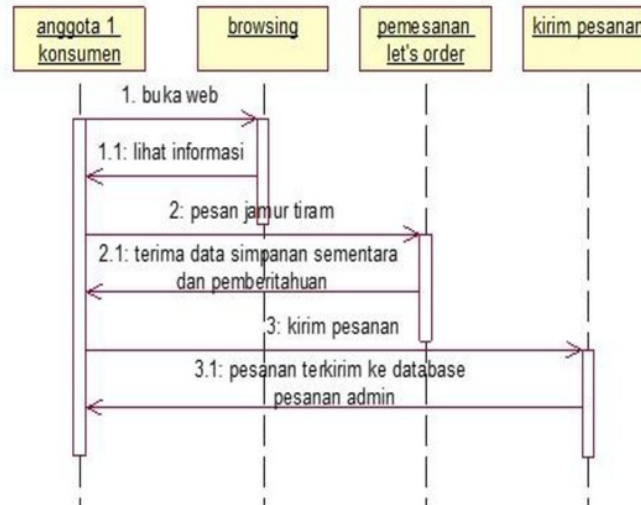 anggota 1
konsumen
browsing
pemesanan
let's order
kirim pesanan
1. buka web
1.1: lihat informasi
2: pesan jamur tiram
2.1: terima data simpanan sementara
dan pemberitahuan
3: kirim pesanan
3.1: pesanan terkirim ke database
pesanan admin